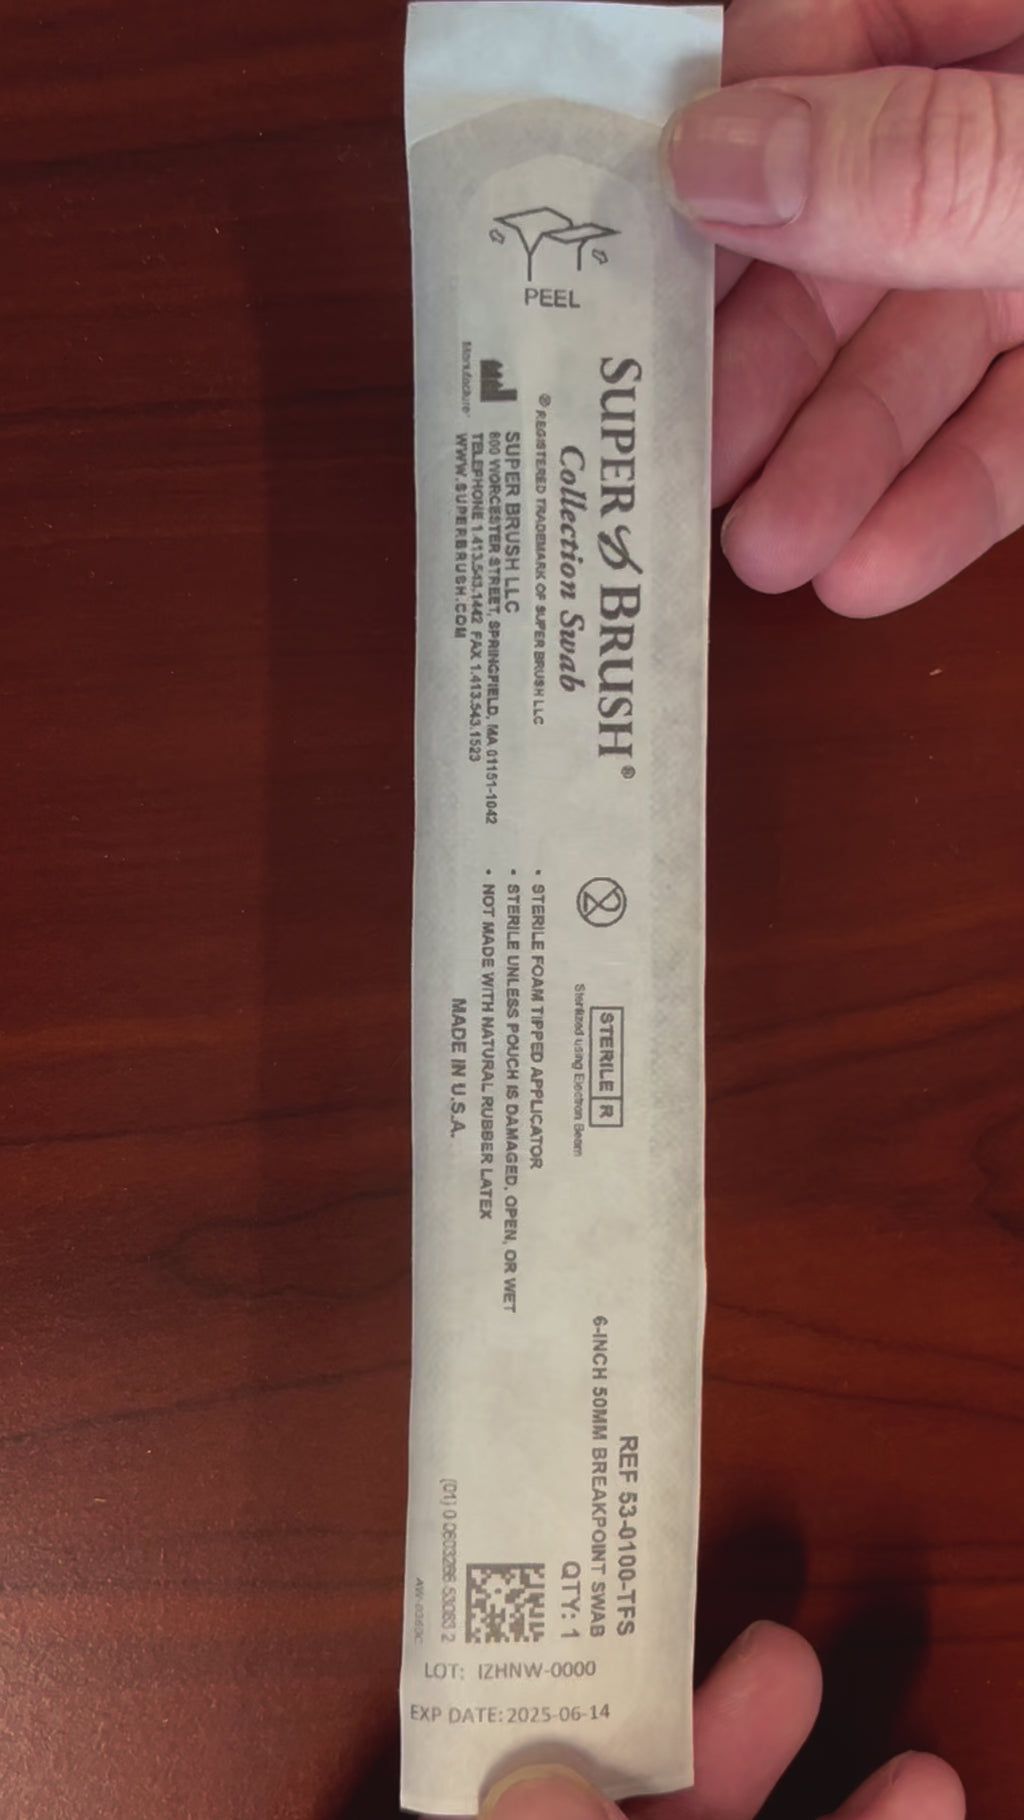 PEEL
SUPER BRUSH®
Collection Swab
® REGISTERED TRADEMARK OF SUPER BRUSH LLC
SUPER BRUSH LLC
800 WORCESTER STREET, SPRINGFIELD, MA 01151-1042
TELEPHONE 1.413.543.1442 FAX 1.413.543.1523
WWW.SUPERBRUSH.COM
Manufacturer
2
STERILE R
Sterilized using Electron Beam
• STERILE FOAM TIPPED APPLICATOR
• STERILE UNLESS POUCH IS DAMAGED, OPEN, OR WET
• NOT MADE WITH NATURAL RUBBER LATEX
MADE IN U.S.A.
REF 53-0100-TFS
6-INCH 50MM BREAKPOINT SWAB
QTY: 1
(01) 0
LOT: IZHNW-0000
EXP DATE: 2025-06-14